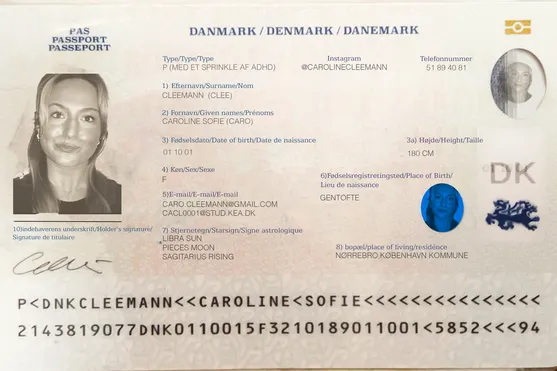 PAS
PASSPORT
PASSEPORT
DANMARK / DENMARK / DANEMARK
Type/Type/Type
P (MED ET SPRINKLE AF ADHD)
Instagram
@CAROLINECLEEMANN
Telefonnummer
51 89 40 81
1) Efternavn/Surname/Nom
CLEEMANN (CLEE)
2) Fornavn/Given names/Prénoms
CAROLINE SOFIE (CARO)
3) Fødselsdato/Date of birth/Date de naissance
01 10 01
3a) Højde/Height/Taille
180 CM
4) Køn/Sex/Sexe
F
5)E-mail/E-mail/E-mail
CARO CLEEMANN@GMAIL.COM
CACL0001@STUD.KEA.DK
6)Fødselsregistretingsted/Place of Birth/
Lieu de naissance
GENTOFTE
7) Stjernetegn/Starsign/Signe astrologique
LIBRA SUN
PIECES MOON
SAGITARIUS RISING
8) bopæl/place of living/residénce
NØRREBRO,KØBENHAVN KOMMUNE
10)indehaverens underskrift/Holder's signature/
Signature de titulaire
DK
P<DNKCLEEMANN<<CAROLINE<SOFIE<<<<<<<<<<<<<<<
2143819077DNK0110015F3210189011001<5852<<<94